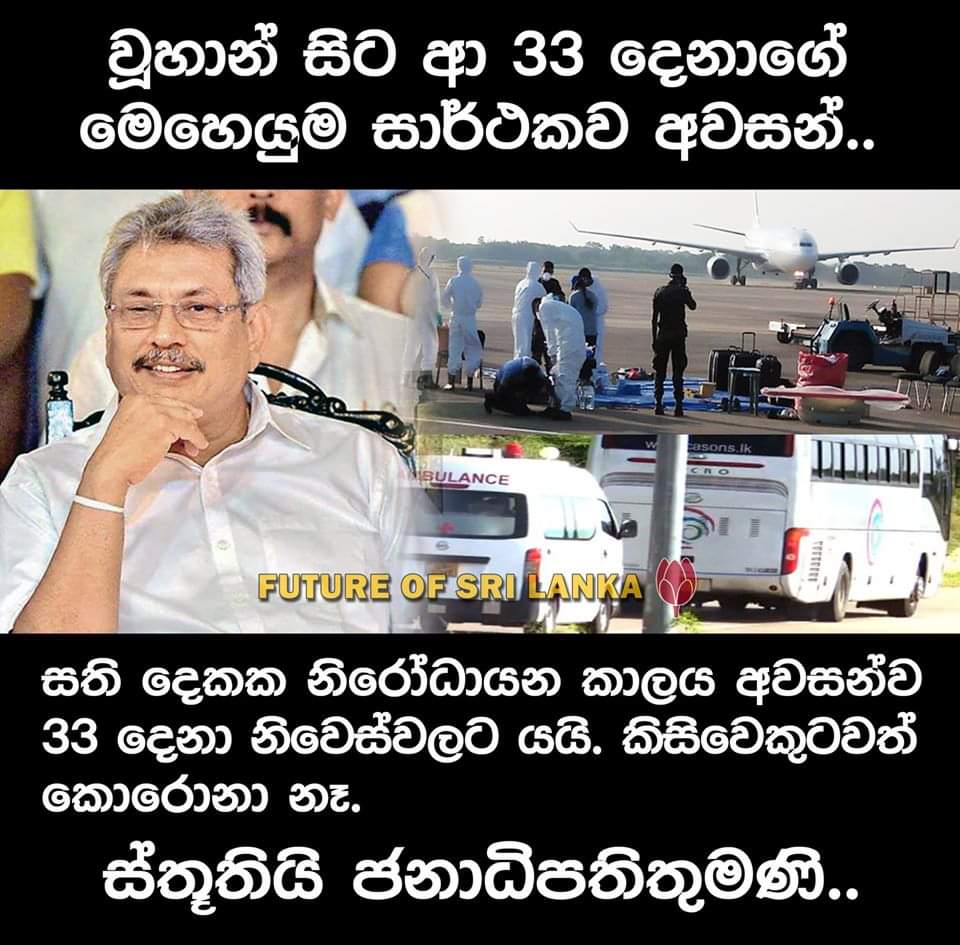 වූහාන් සිට ආ 33 දෙනාගේ
මෙහෙයුම සාර්ථකව අවසන්..
casons.lk
CRO
BULANCE
FUTURE OF SRI LANKA
සති දෙකක නිරෝධායන කාලය අවසන්ව
33 දෙනා නිවෙස්වලට යයි. කිසිවෙකුටවත්
කොරොනා නෑ.
ස්තූතියි ජනාධිපතිතුමණි..